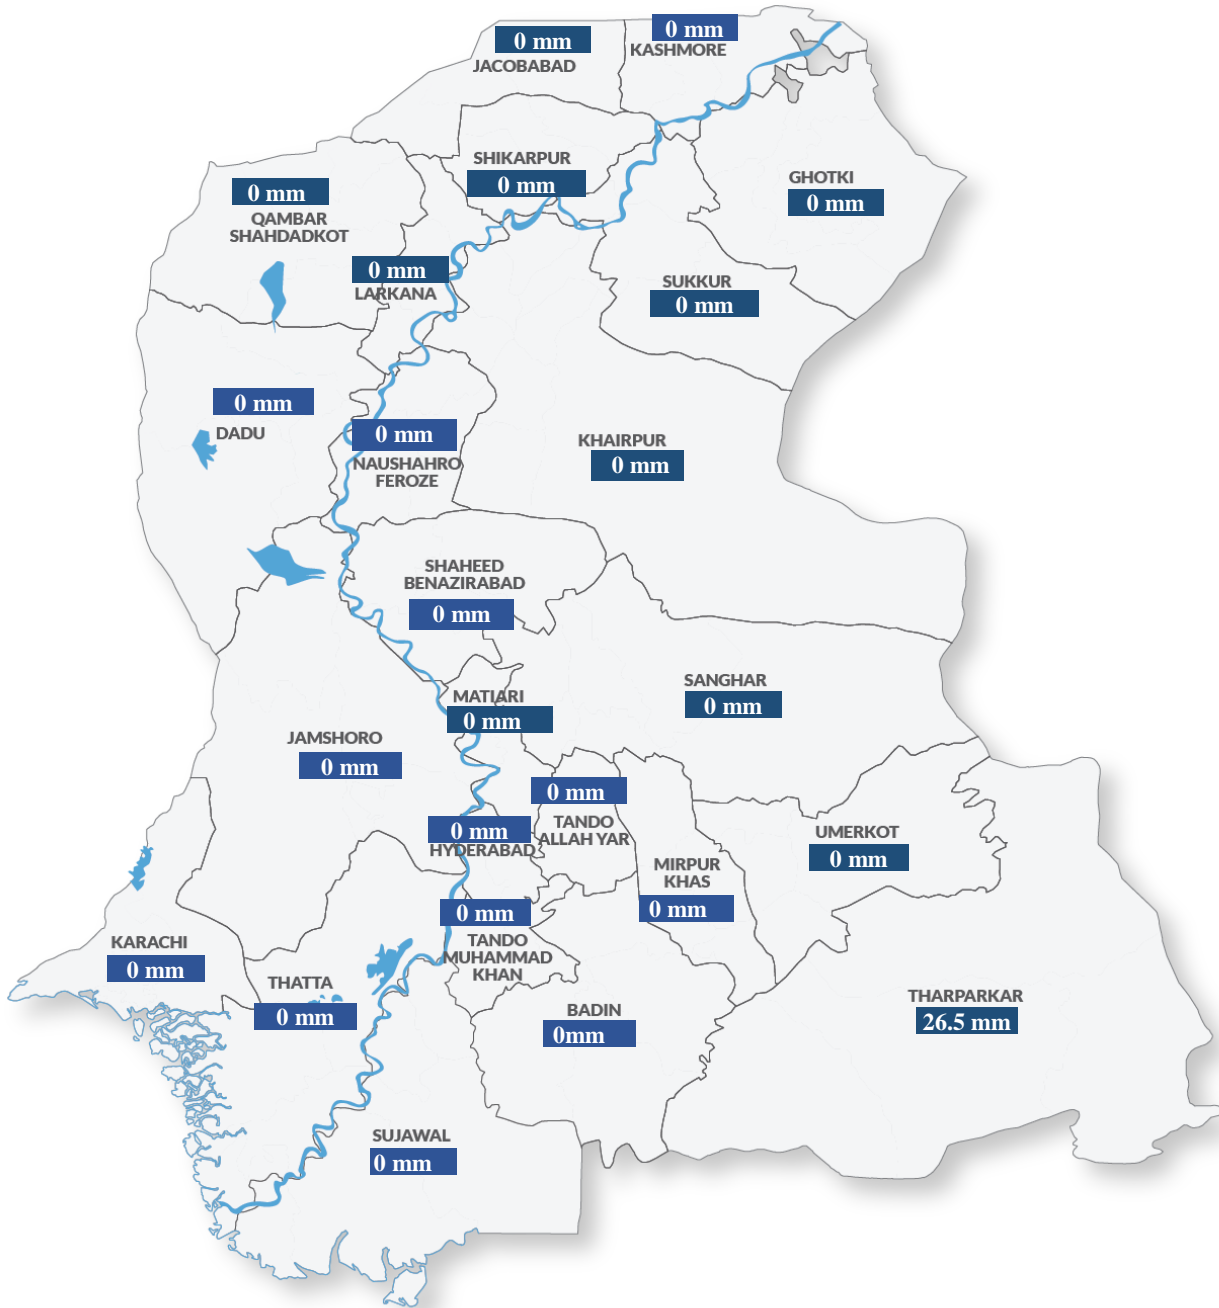 0 mm
JACOBABAD
0 mm
KASHMORE
SHIKARPUR
0 mm
GHOTKI
0 mm
0 mm
QAMBAR
SHAHDADKOT
0 mm
LARKANA
SUKKUR
0 mm
0 mm
DADU
0 mm
NAUSHAHRO
FEROZE
KHAIRPUR
0 mm
SHAHEED
BENAZIRABAD
0 mm
SANGHAR
0 mm
MATIARI
0 mm
JAMSHORO
0 mm
0 mm
TANDO
ALLAH YAR
0 mm
HYDERABAD
UMERKOT
0 mm
MIRPUR
KHAS
0 mm
0 mm
TANDO
MUHAMMAD
KHAN
KARACHI
0 mm
THATTA
0 mm
BADIN
0mm
THARPARKAR
26.5 mm
SUJAWAL
0 mm